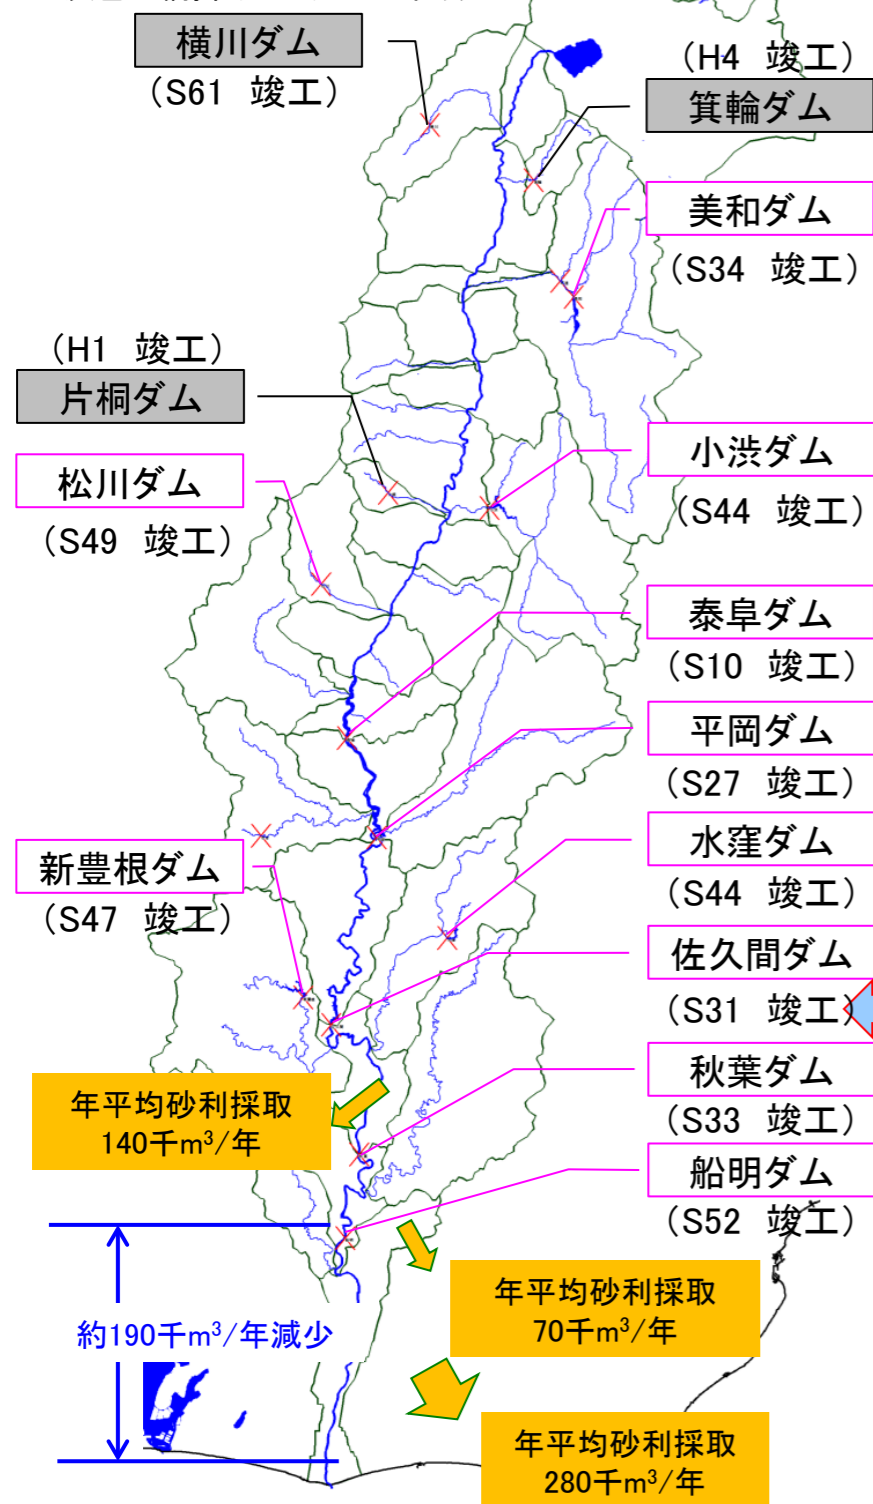 横川ダム
（S61 竣工）
（H4 竣工）
箕輪ダム
美和ダム
（S34 竣工）
（H1 竣工）
片桐ダム
小渋ダム
（S44 竣工）
松川ダム
（S49 竣工）
泰阜ダム
（S10 竣工）
平岡ダム
（S27 竣工）
水窪ダム
（S44 竣工）
新豊根ダム
（S47 竣工）
佐久間ダム
（S31 竣工）
秋葉ダム
（S33 竣工）
年平均砂利採取
140千m³/年
船明ダム
（S52 竣工）
年平均砂利採取
70千m³/年
約190千m³/年減少
年平均砂利採取
280千m³/年